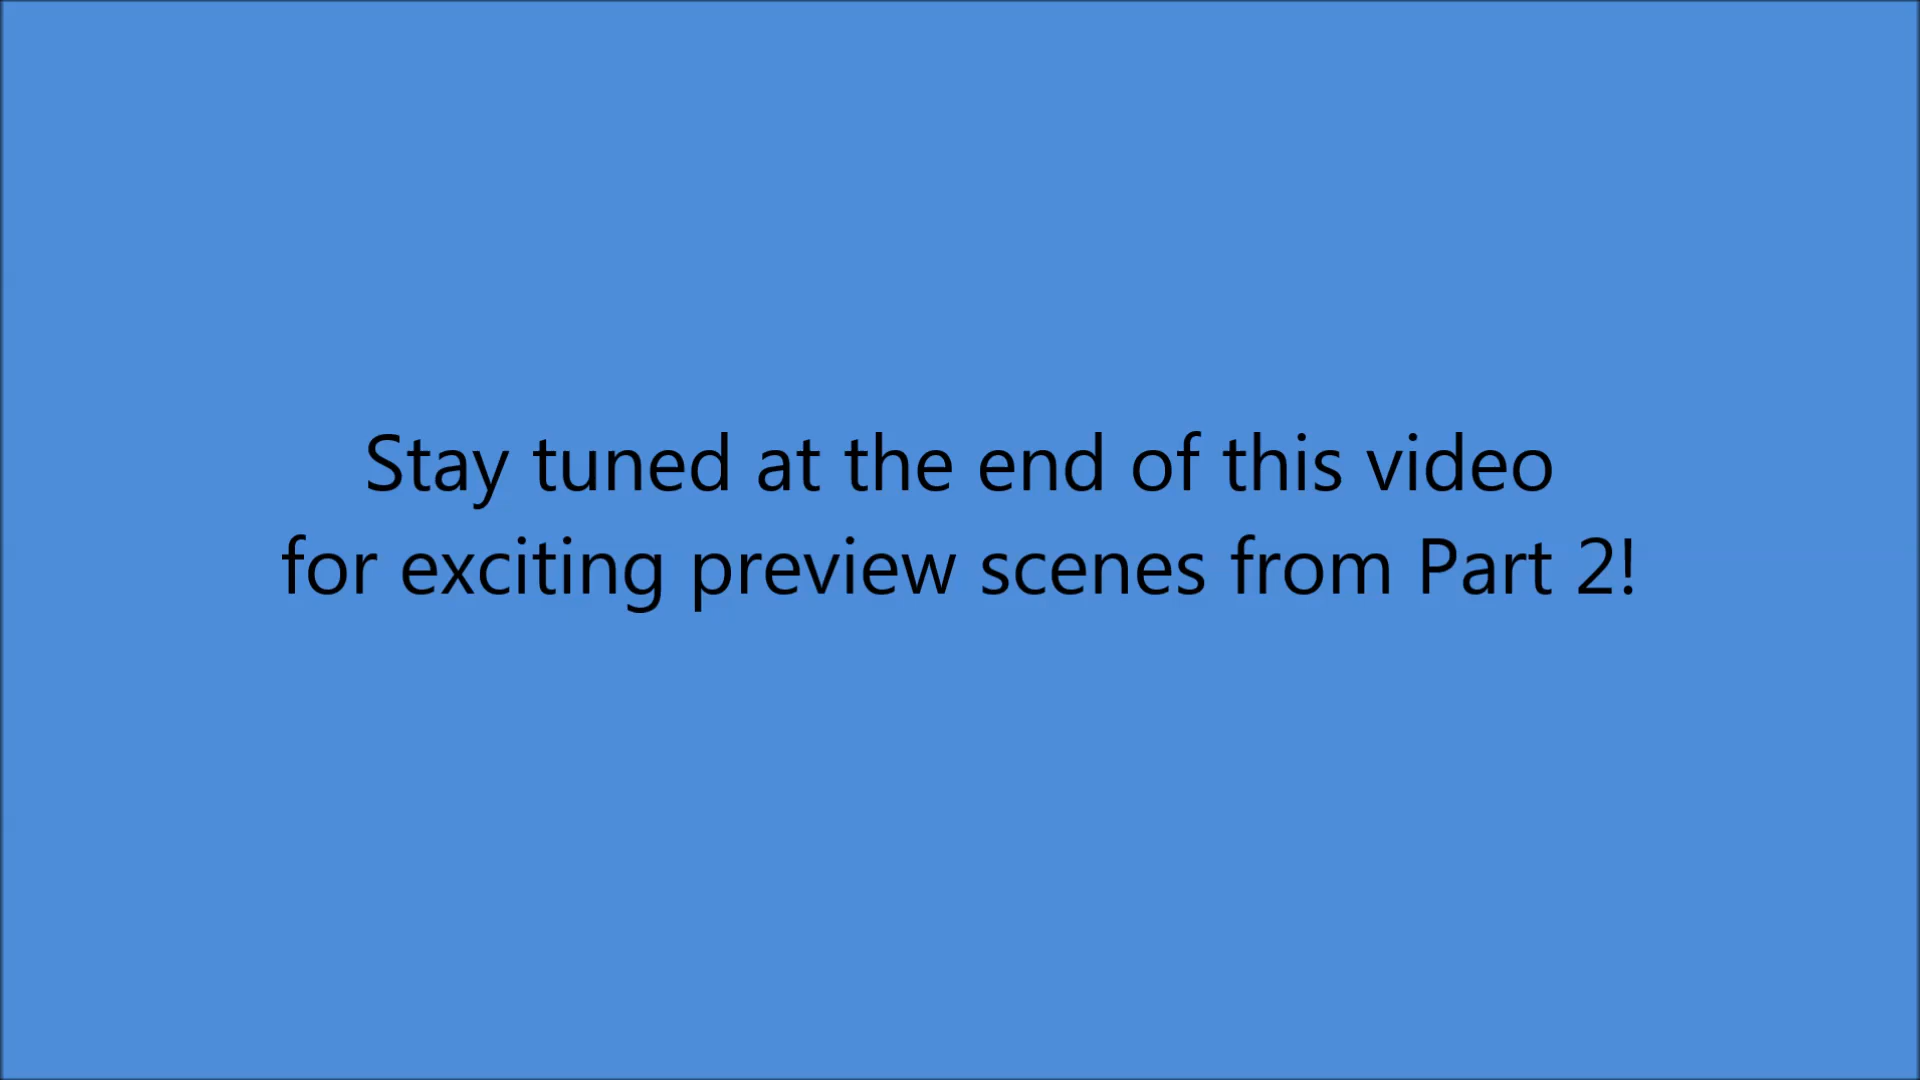 Stay tuned at the end of this video
for exciting preview scenes from Part 2!